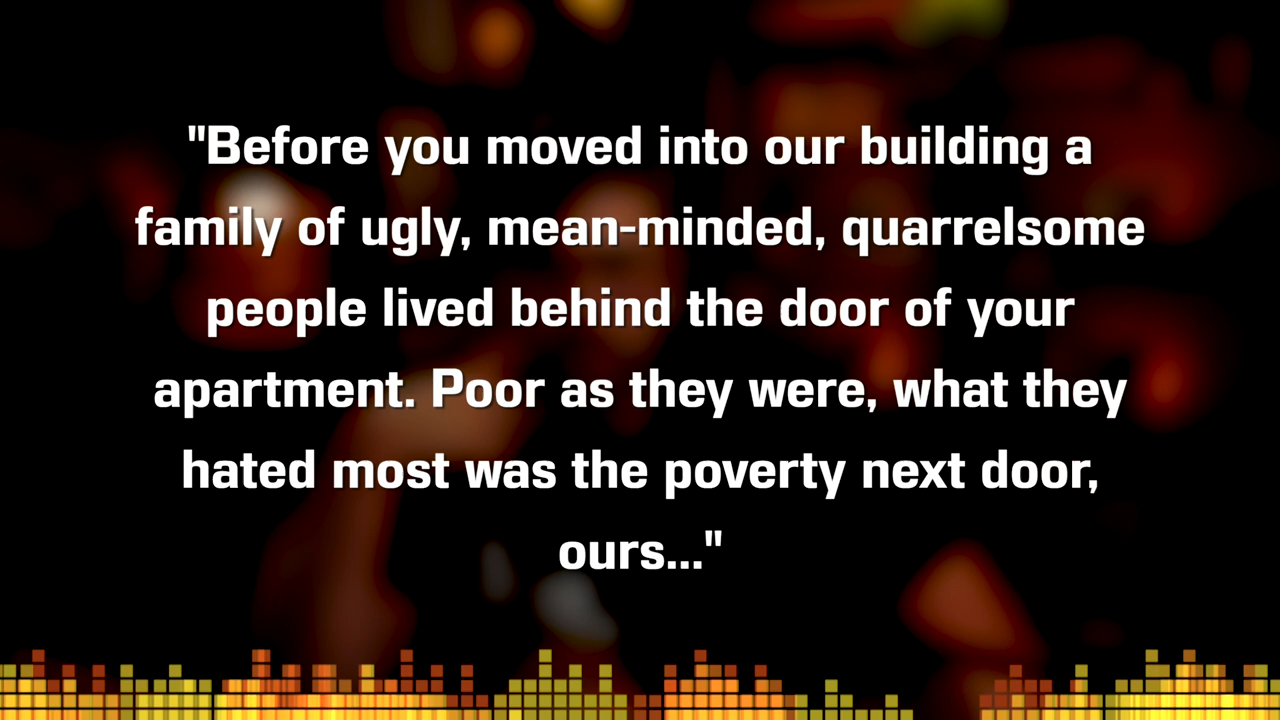 "Before you moved into our building a
family of ugly, mean-minded, quarrelsome
people lived behind the door of your
apartment. Poor as they were, what they
hated most was the poverty next door,
ours..."